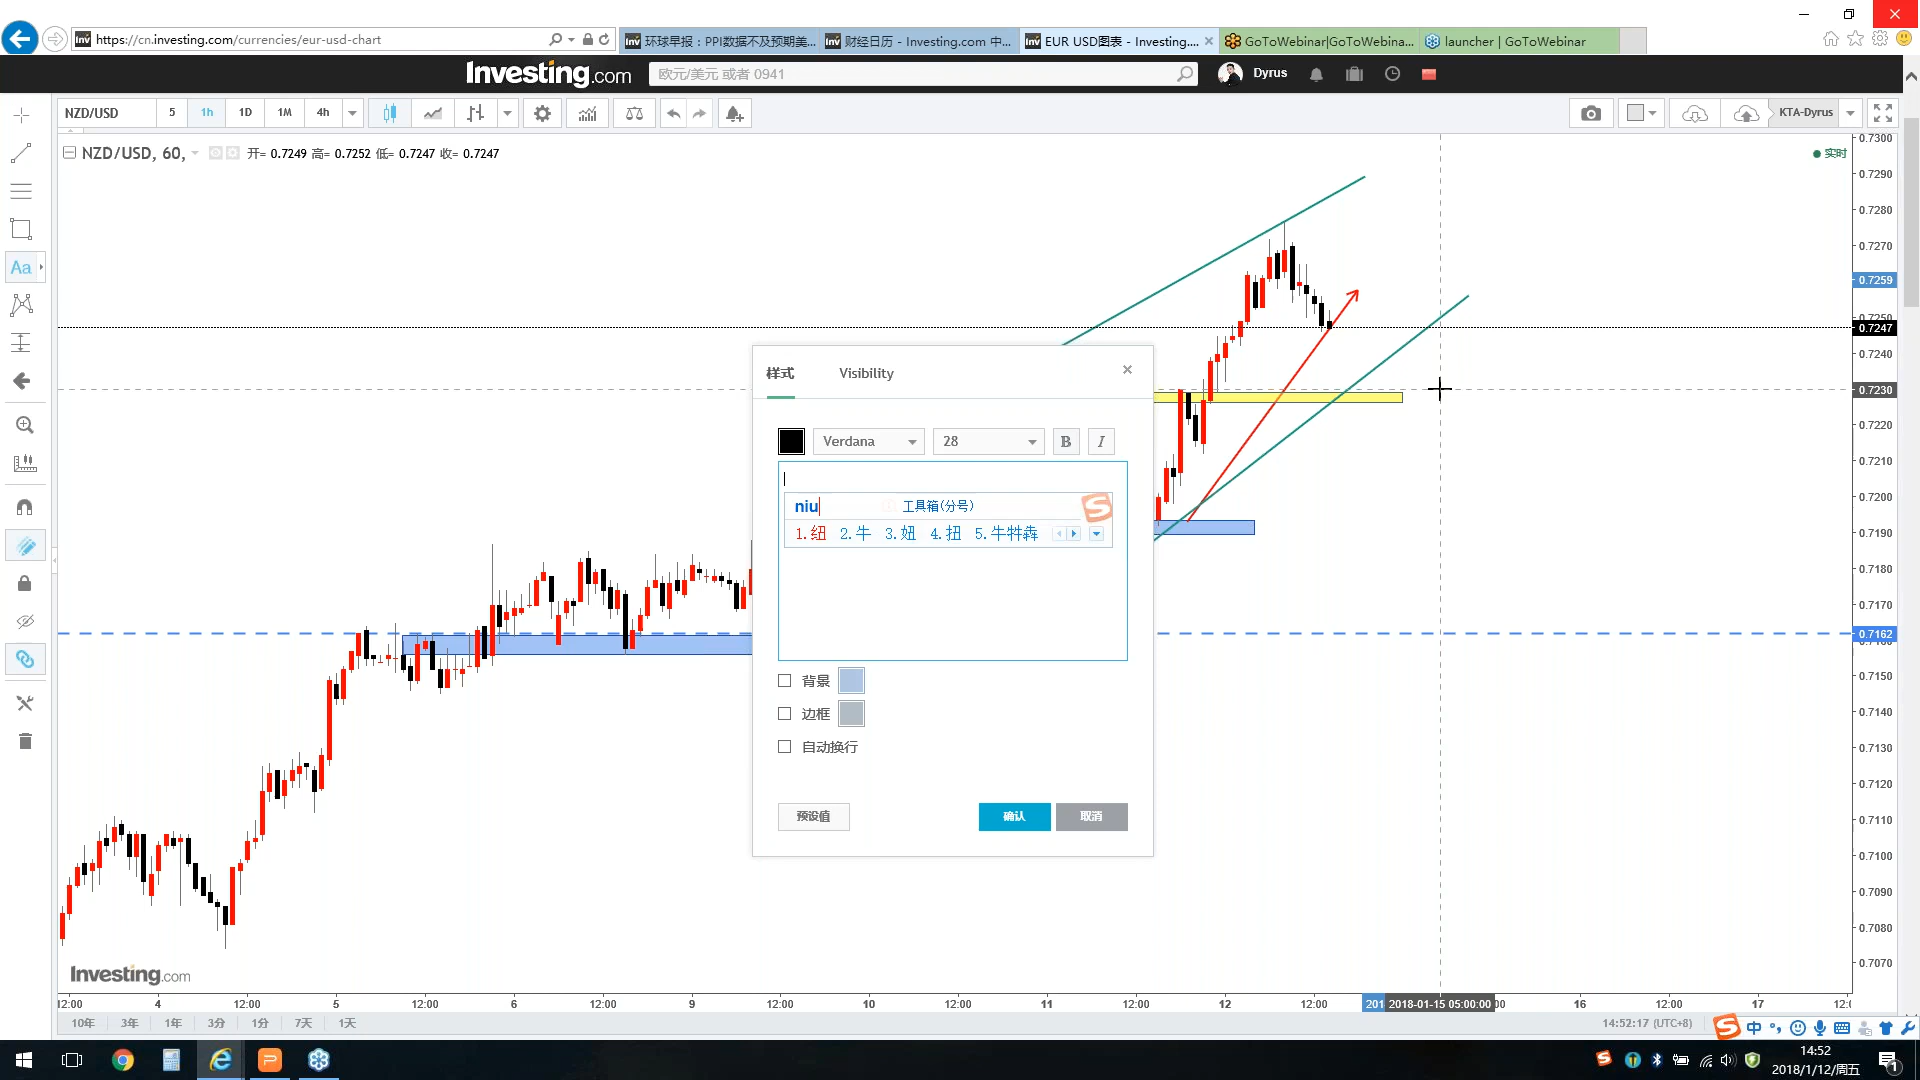 https://cn.investing.com/currencies/eur-usd-chart
环球早报：PPI数据不及预期美...
财经日历 - Investing.com 中...
EUR USD图表 - Investing....
GoToWebinar|GoToWebina...
launcher | GoToWebinar
Investing.com
欧元/美元 或者 0941
Dyrus
NZD/USD
5
1h
1D
1M
4h
KTA-Dyrus
NZD/USD, 60,
开= 0.7249 高= 0.7252 低= 0.7247 收= 0.7247
实时
Aa
0.7300
0.7290
0.7280
0.7270
0.7259
0.7250
0.7247
0.7240
0.7230
0.7220
0.7210
0.7200
0.7190
0.7180
0.7170
0.7162
0.7150
0.7140
0.7130
0.7120
0.7110
0.7100
0.7090
0.7080
0.7070
样式
Visibility
Verdana
28
B
I
niu
工具箱(分号)
1.纽 2.牛 3.妞 4.扭 5.牛牪犇
背景
边框
自动换行
预设值
确认
取消
Investing.com
12:00
4
12:00
5
12:00
6
12:00
9
12:00
10
12:00
11
12:00
12
12:00
201
2018-01-15 05:00:00
16
12:00
17
10年
3年
1年
3分
1分
7天
1天
14:52:17 (UTC+8)
中
14:52
2018/1/12/周五
1